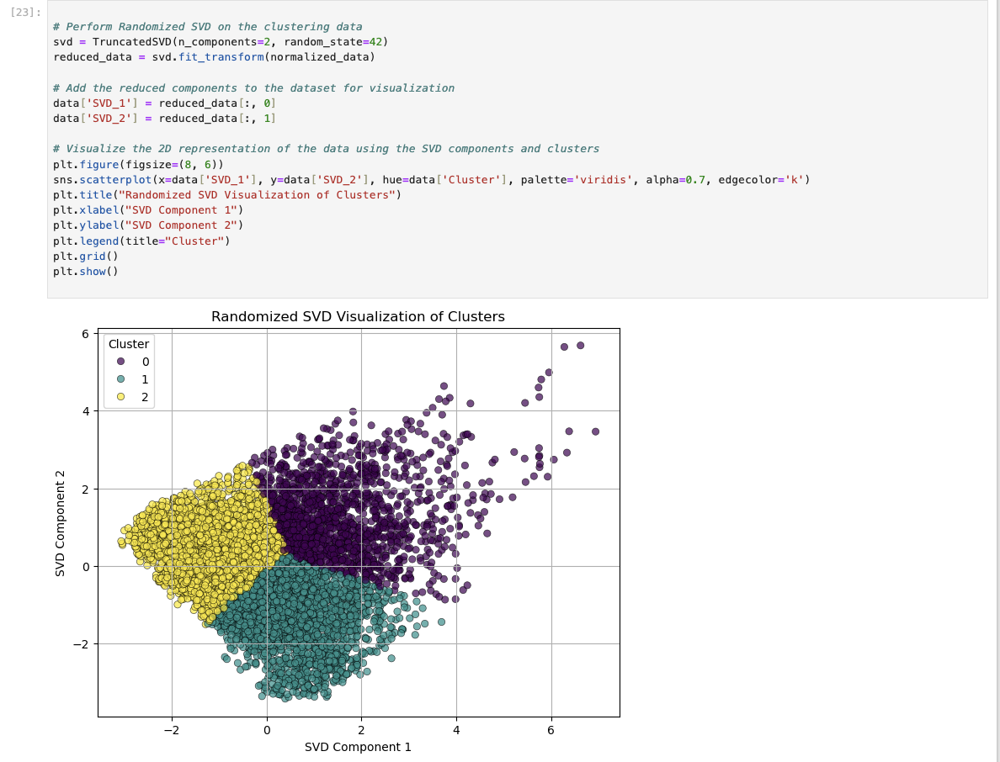 [23]:
# Perform Randomized SVD on the clustering data
svd = TruncatedSVD(n_components=2, random_state=42)
reduced_data = svd.fit_transform(normalized_data)
# Add the reduced components to the dataset for visualization
data['SVD_1'] = reduced_data[:, 0]
data['SVD_2'] = reduced_data[:, 1]
# Visualize the 2D representation of the data using the SVD components and clusters
plt.figure(figsize=(8, 6))
sns.scatterplot(x=data['SVD_1'], y=data['SVD_2'], hue=data['Cluster'], palette='viridis', alpha=0.7, edgecolor='k')
plt.title("Randomized SVD Visualization of Clusters")
plt.xlabel("SVD Component 1")
plt.ylabel("SVD Component 2")
plt.legend(title="Cluster")
plt.grid()
plt.show()
Randomized SVD Visualization of Clusters
Cluster
0
1
2
6
4
2
0
−2
SVD Component 2
−2 0 2 4 6
SVD Component 1